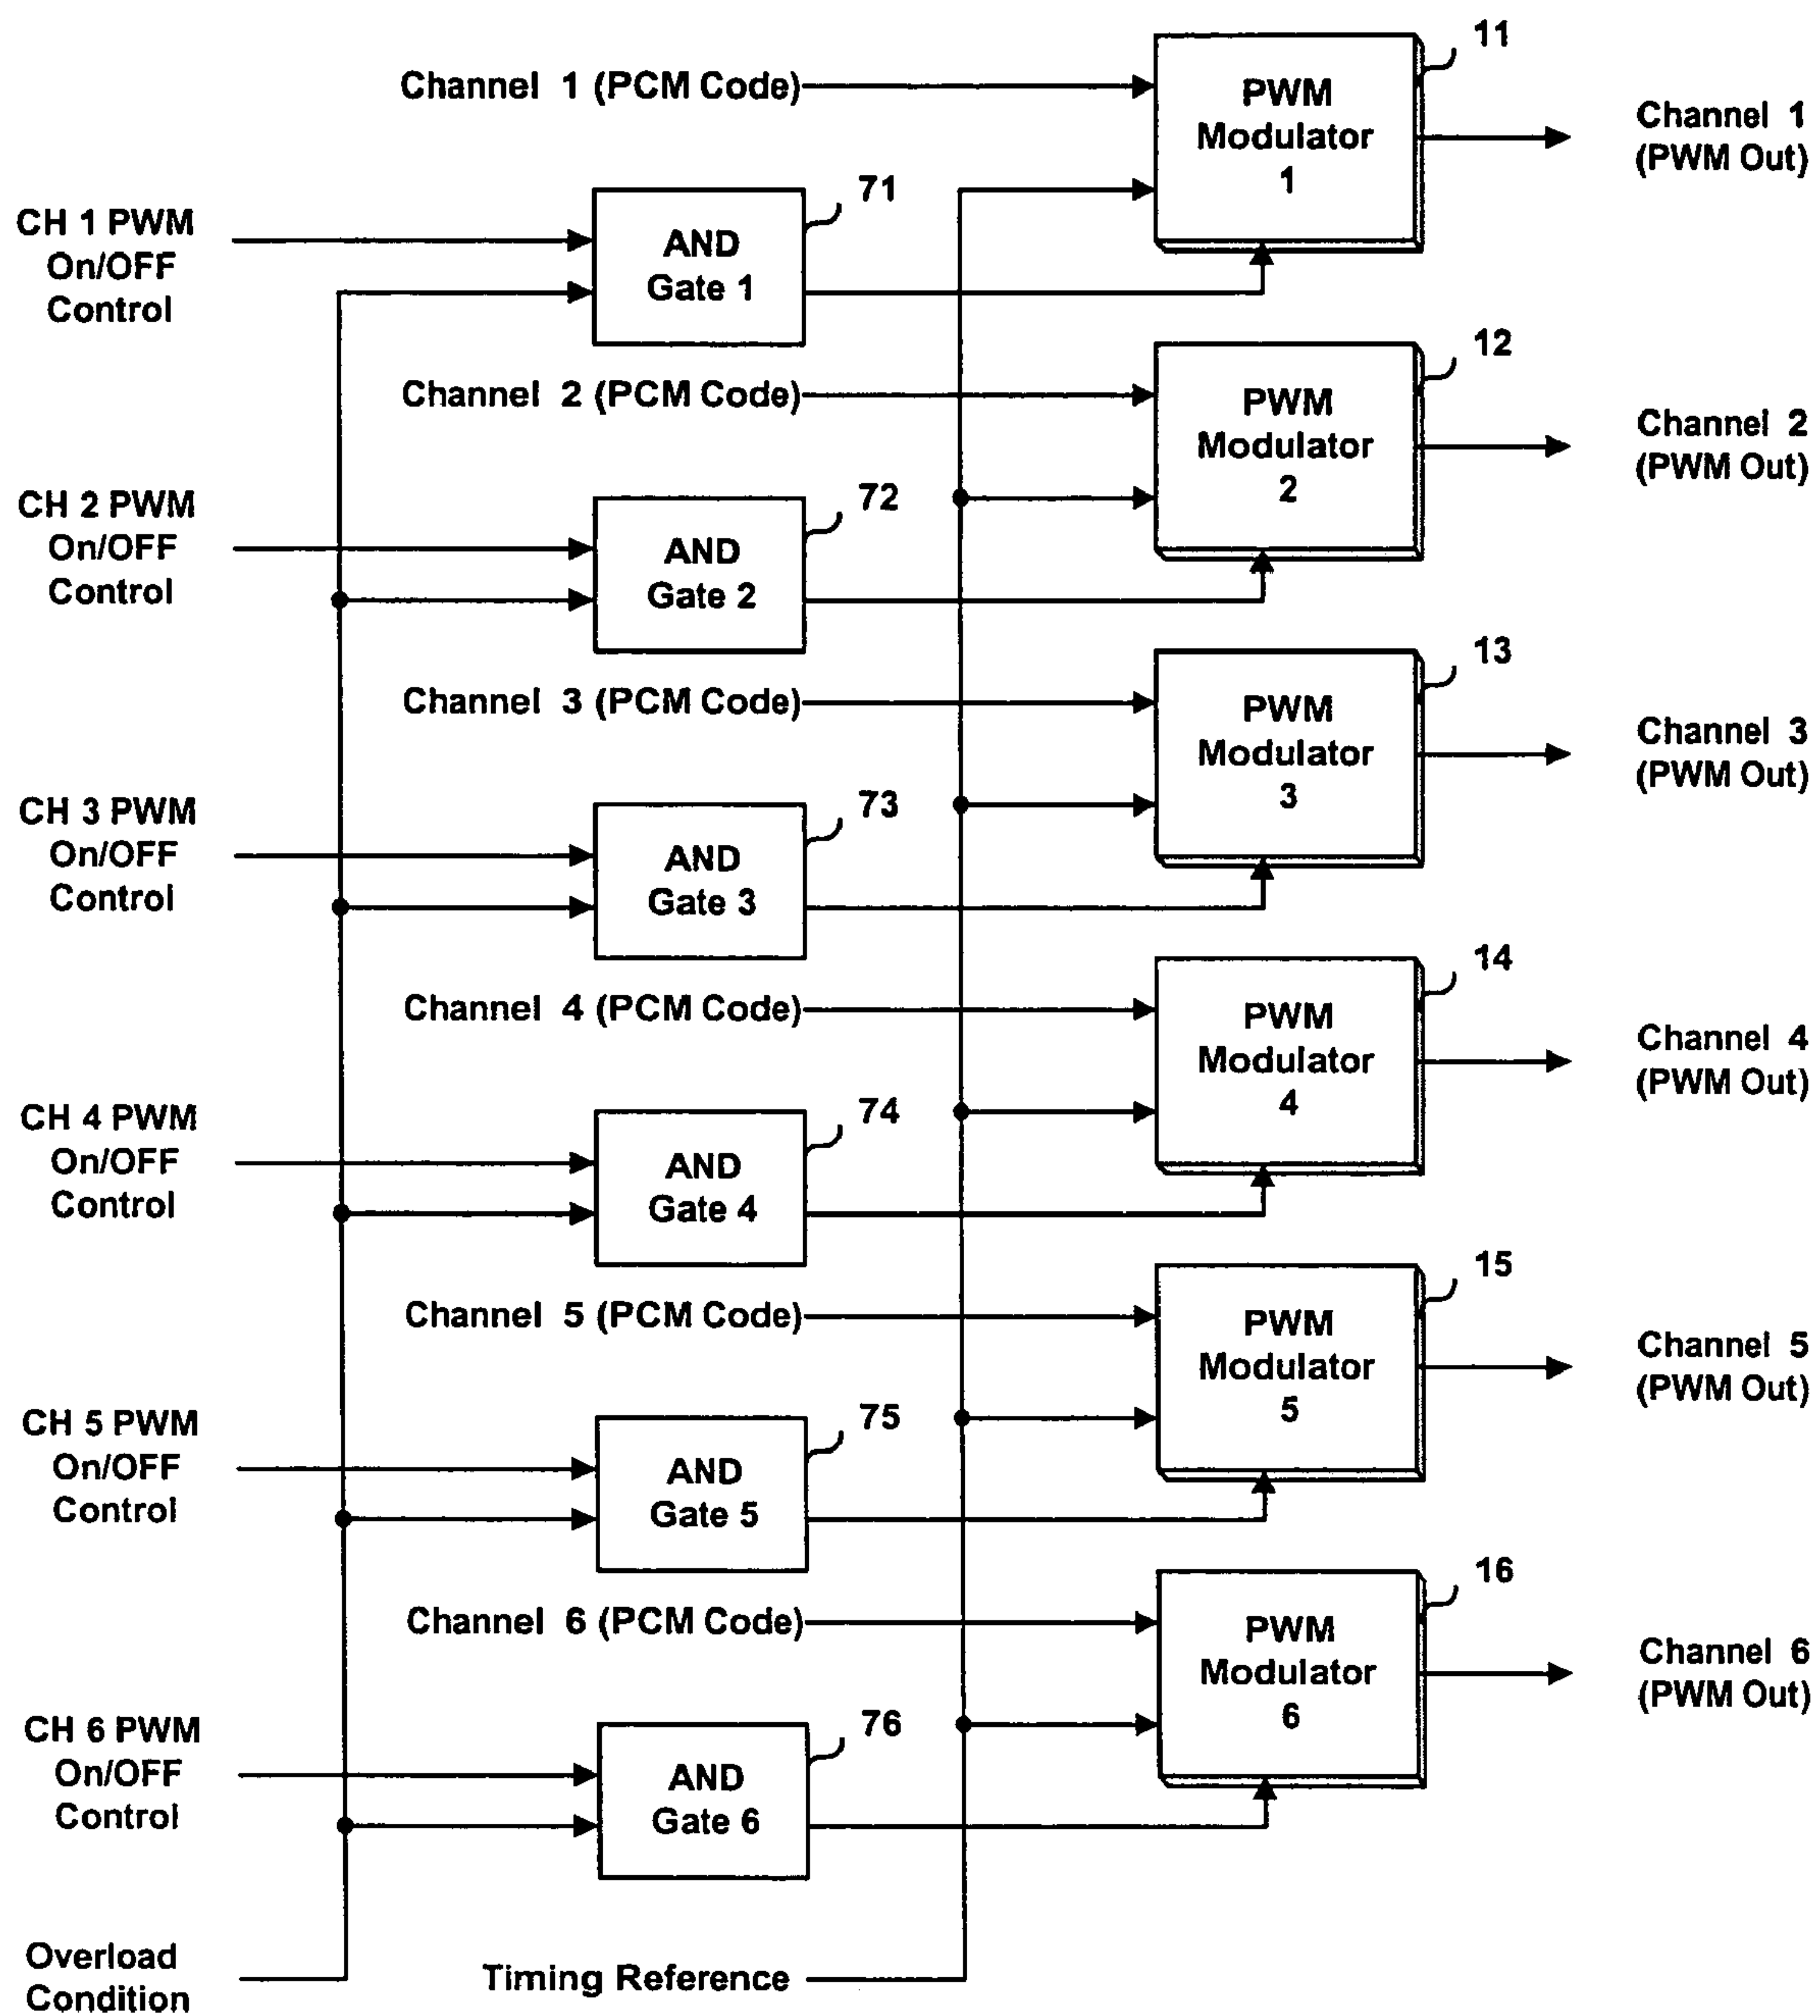 11
Channel 1 (PCM Code)
PWM
Modulator
1
Channel 1
(PWM Out)
71
CH 1 PWM
On/OFF
Control
AND
Gate 1
12
Channel 2 (PCM Code)
PWM
Modulator
2
Channel 2
(PWM Out)
72
CH 2 PWM
On/OFF
Control
AND
Gate 2
13
Channel 3 (PCM Code)
PWM
Modulator
3
Channel 3
(PWM Out)
73
CH 3 PWM
On/OFF
Control
AND
Gate 3
14
Channel 4 (PCM Code)
PWM
Modulator
4
Channel 4
(PWM Out)
74
CH 4 PWM
On/OFF
Control
AND
Gate 4
15
Channel 5 (PCM Code)
PWM
Modulator
5
Channel 5
(PWM Out)
75
CH 5 PWM
On/OFF
Control
AND
Gate 5
16
Channel 6 (PCM Code)
PWM
Modulator
6
Channel 6
(PWM Out)
76
CH 6 PWM
On/OFF
Control
AND
Gate 6
Overload
Condition
Timing Reference